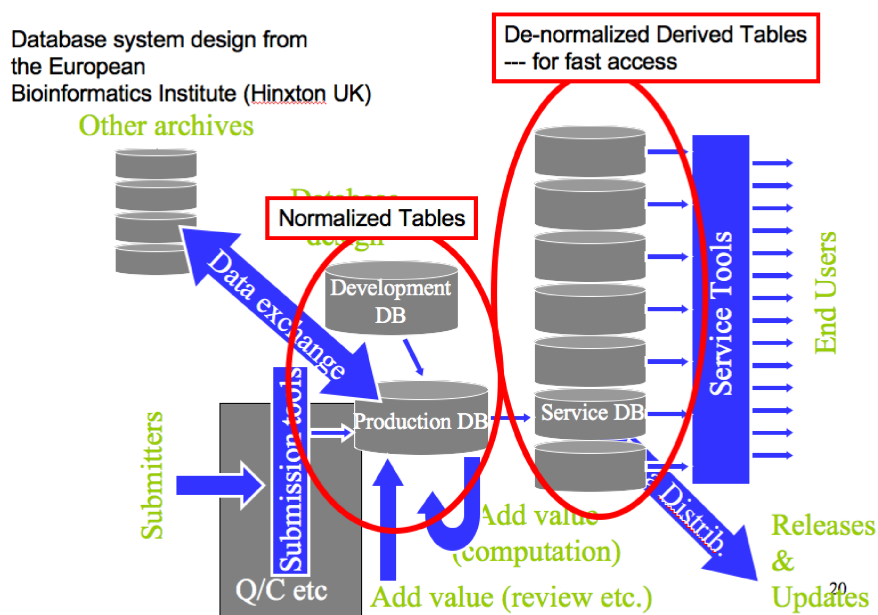 Database system design from
the European
Bioinformatics Institute (Hinxton UK)
De-normalized Derived Tables
--- for fast access
Other archives
Database
design
Normalized Tables
Data exchange
Development
DB
Production DB
Service DB
Service Tools
End Users
Submitters
Submission tools
Q/C etc
Add value
(computation)
Add value (review etc.)
Distrib.
Releases
&
Updates
20